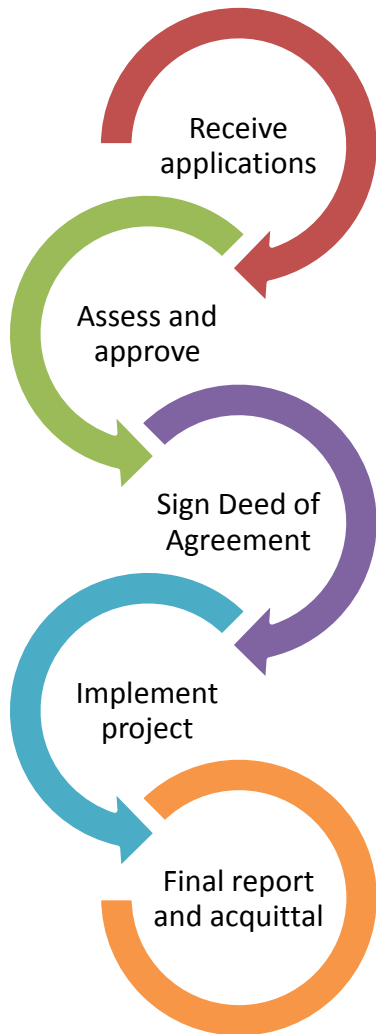 Receive
applications
Assess and
approve
Sign Deed of
Agreement
Implement
project
Final report
and acquittal